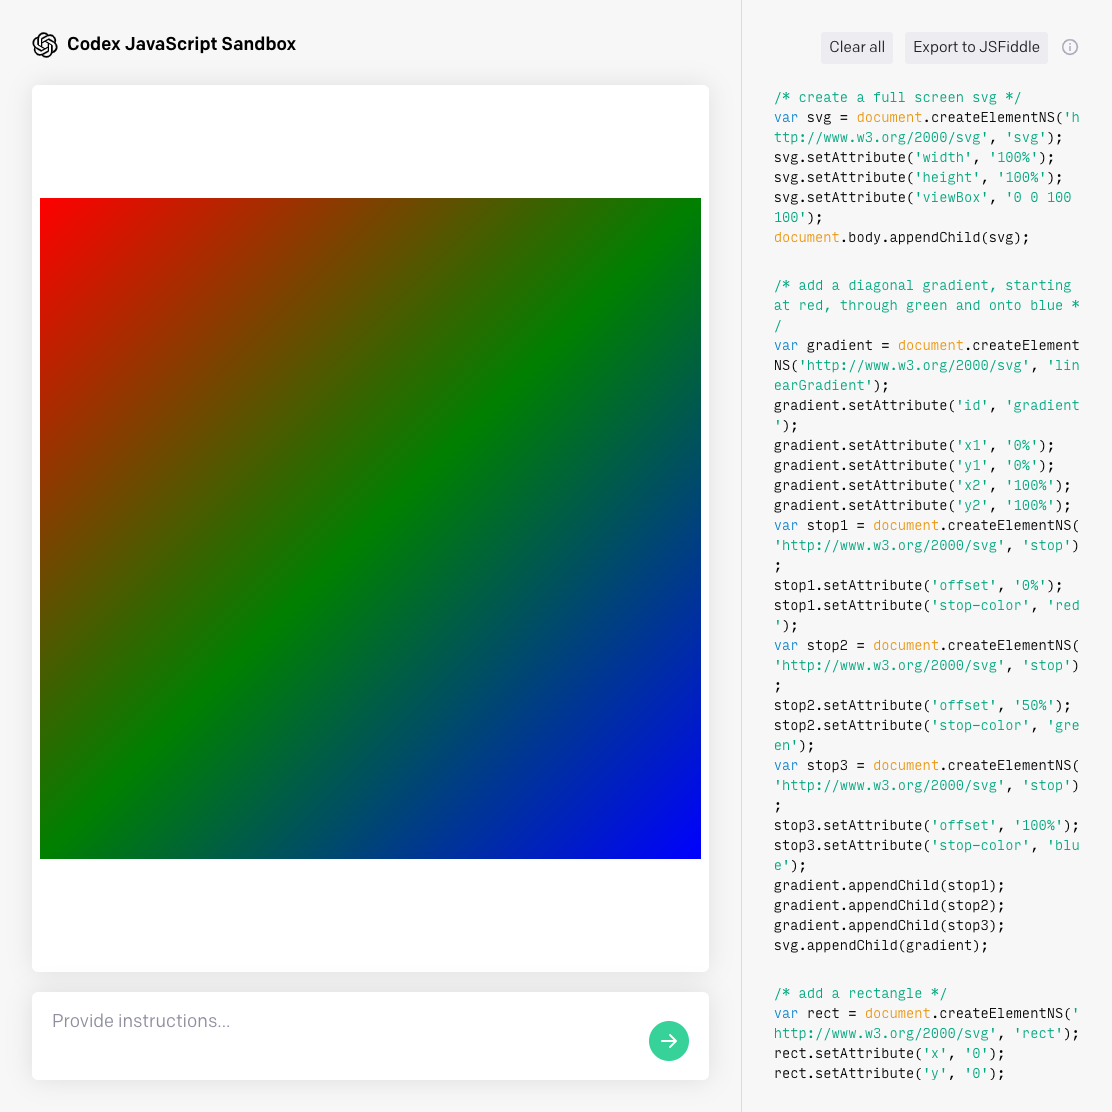 Codex JavaScript Sandbox
Clear all
Export to JSFiddle
/* create a full screen svg */
var svg = document.createElementNS('h
ttp://www.w3.org/2000/svg', 'svg');
svg.setAttribute('width', '100%');
svg.setAttribute('height', '100%');
svg.setAttribute('viewBox', '0 0 100
100');
document.body.appendChild(svg);
/* add a diagonal gradient, starting
at red, through green and onto blue *
/
var gradient = document.createElement
NS('http://www.w3.org/2000/svg', 'lin
earGradient');
gradient.setAttribute('id', 'gradient
');
gradient.setAttribute('x1', '0%');
gradient.setAttribute('y1', '0%');
gradient.setAttribute('x2', '100%');
gradient.setAttribute('y2', '100%');
var stop1 = document.createElementNS(
'http://www.w3.org/2000/svg', 'stop')
;
stop1.setAttribute('offset', '0%');
stop1.setAttribute('stop-color', 'red
');
var stop2 = document.createElementNS(
'http://www.w3.org/2000/svg', 'stop')
;
stop2.setAttribute('offset', '50%');
stop2.setAttribute('stop-color', 'gre
en');
var stop3 = document.createElementNS(
'http://www.w3.org/2000/svg', 'stop')
;
stop3.setAttribute('offset', '100%');
stop3.setAttribute('stop-color', 'blu
e');
gradient.appendChild(stop1);
gradient.appendChild(stop2);
gradient.appendChild(stop3);
svg.appendChild(gradient);
/* add a rectangle */
var rect = document.createElementNS('
http://www.w3.org/2000/svg', 'rect');
rect.setAttribute('x', '0');
rect.setAttribute('y', '0');
Provide instructions...